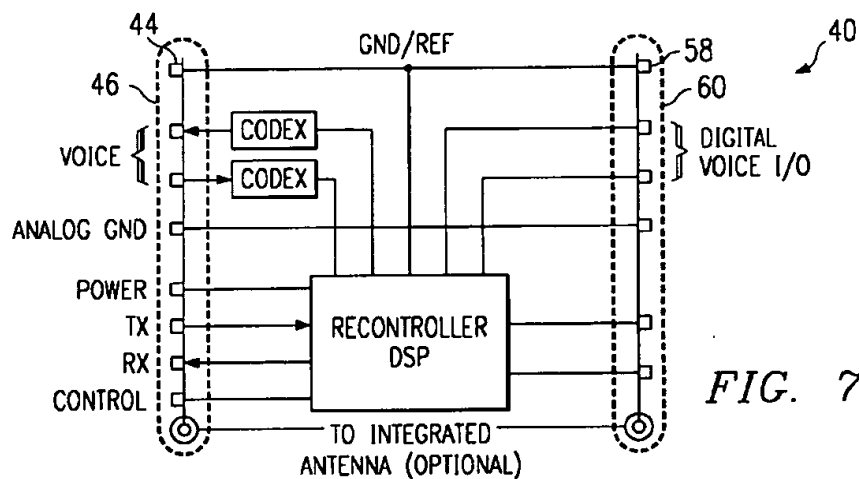 44
GND/REF
58
40
46
60
CODEX
VOICE
CODEX
DIGITAL
VOICE I/O
ANALOG GND
POWER
TX
RECONTROLLER
DSP
RX
CONTROL
FIG. 7
TO INTEGRATED
ANTENNA (OPTIONAL)